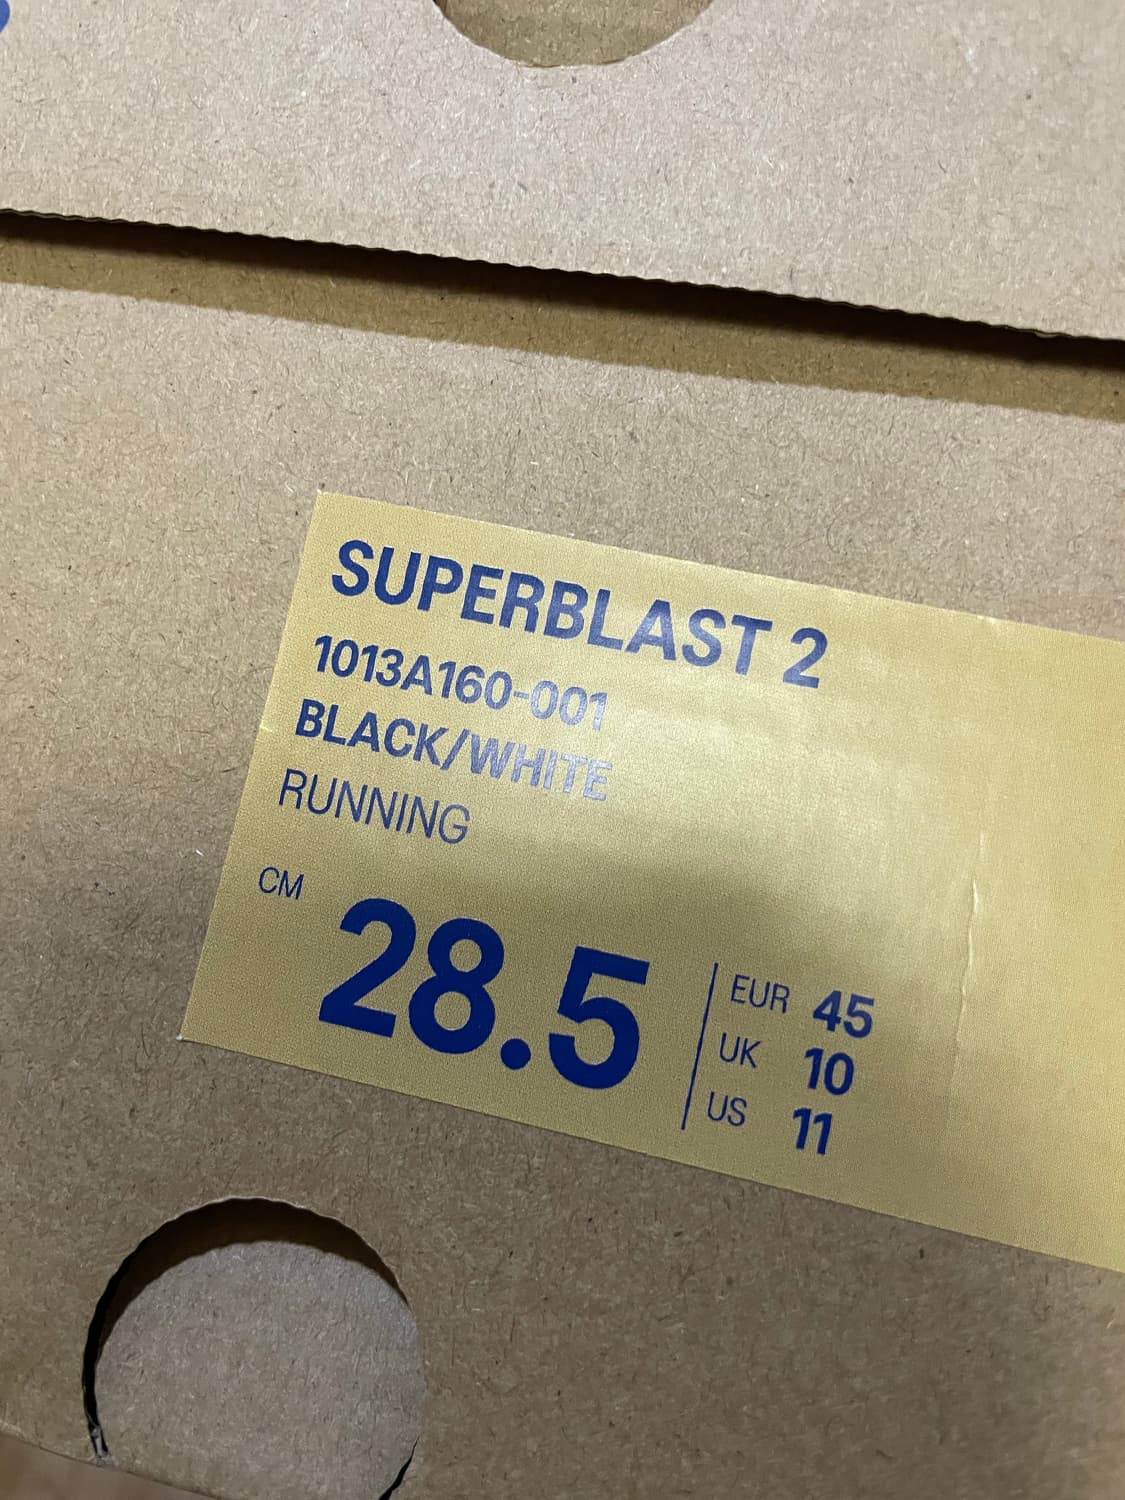 SUPERBLAST 2
1013A160-001
BLACK/WHITE
RUNNING
CM 28.5
EUR 45
UK 10
US 11